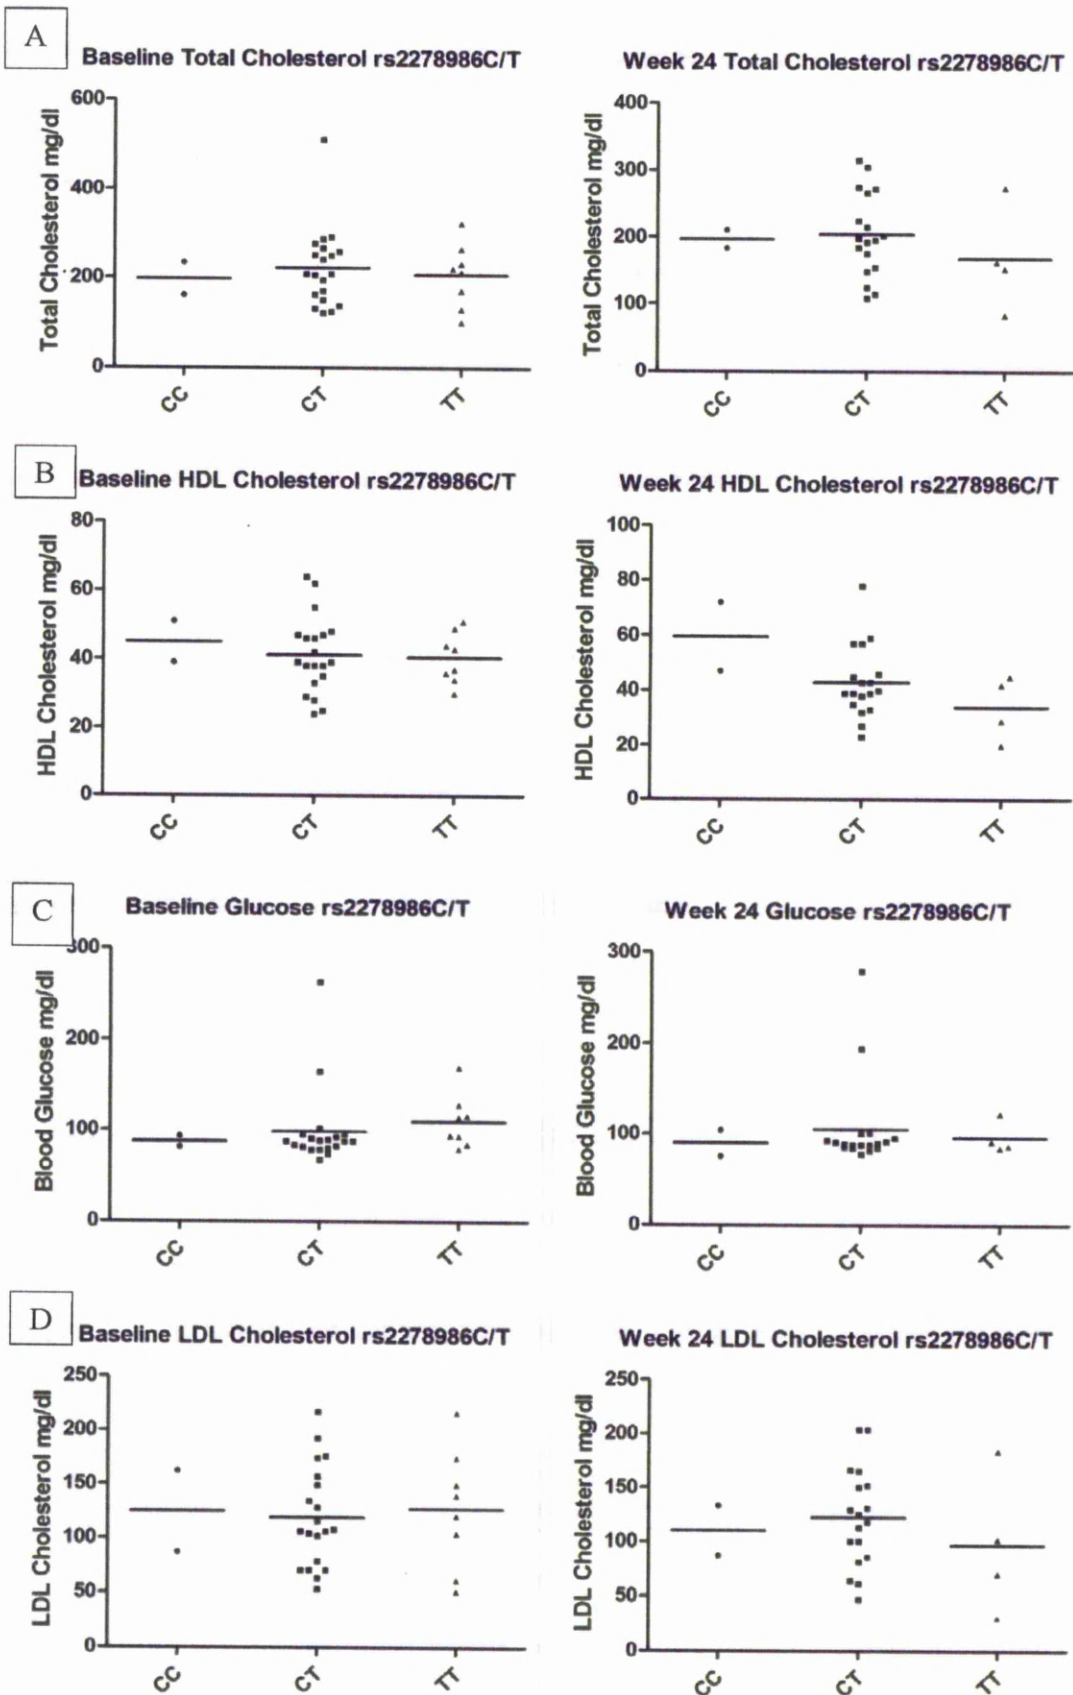 A
Baseline Total Cholesterol rs2278986C/T
Total Cholesterol mg/dl
600
400
200
0
CC
CT
TT
Week 24 Total Cholesterol rs2278986C/T
Total Cholesterol mg/dl
400
300
200
100
0
CC
CT
TT
B
Baseline HDL Cholesterol rs2278986C/T
HDL Cholesterol mg/dl
80
60
40
20
0
CC
CT
TT
Week 24 HDL Cholesterol rs2278986C/T
HDL Cholesterol mg/dl
100
80
60
40
20
0
CC
CT
TT
C
Baseline Glucose rs2278986C/T
Blood Glucose mg/dl
300
200
100
0
CC
CT
TT
Week 24 Glucose rs2278986C/T
Blood Glucose mg/dl
300
200
100
0
CC
CT
TT
D
Baseline LDL Cholesterol rs2278986C/T
LDL Cholesterol mg/dl
250
200
150
100
50
0
CC
CT
TT
Week 24 LDL Cholesterol rs2278986C/T
LDL Cholesterol mg/dl
250
200
150
100
50
0
CC
CT
TT